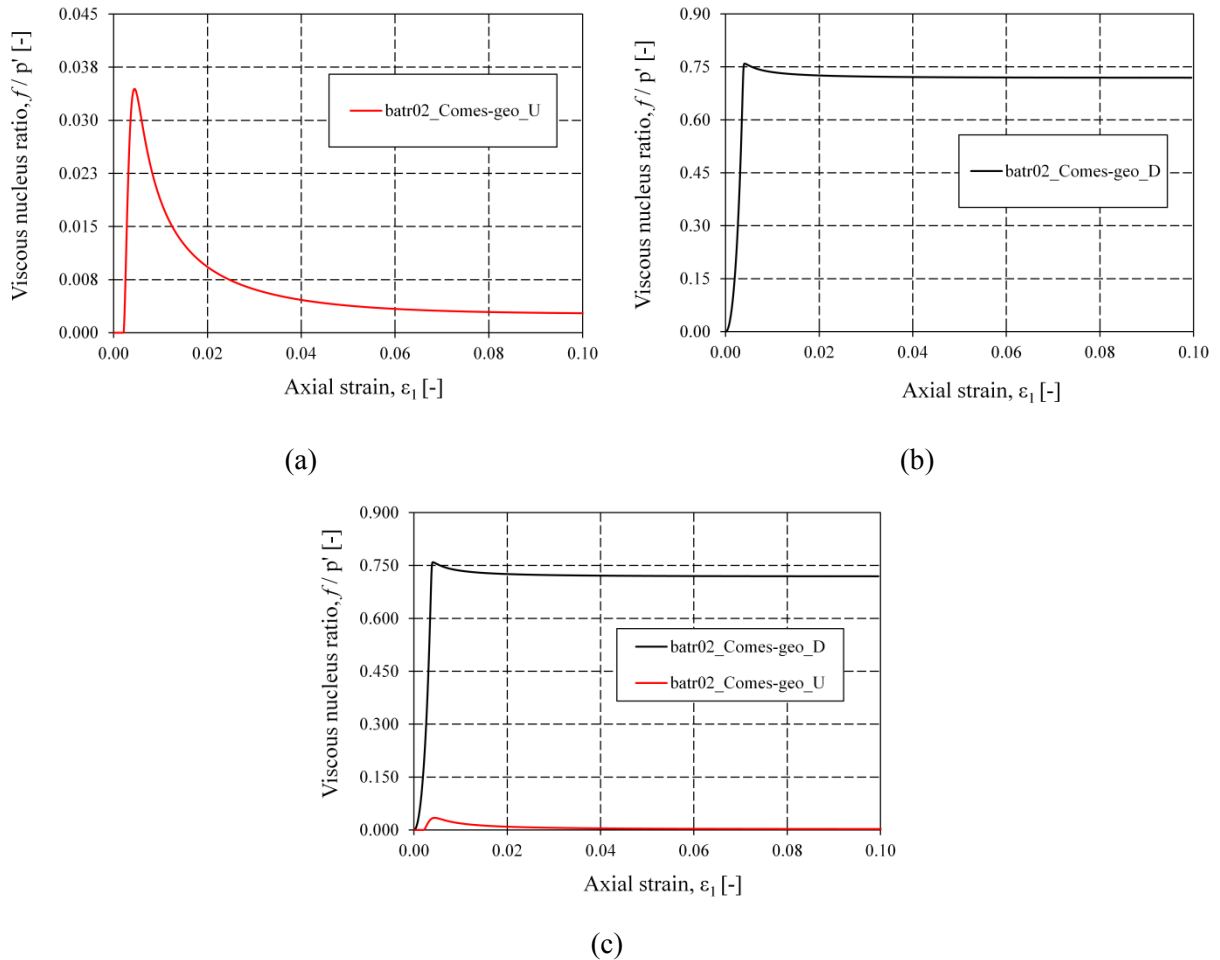 Viscous nucleus ratio, f / p' [-]
0.045
0.038
0.030
0.023
0.015
0.008
0.000
batr02_Comes-geo_U
0.00 0.02 0.04 0.06 0.08 0.10
Axial strain, ε1 [-]
(a)
Viscous nucleus ratio, f / p' [-]
0.90
0.75
0.60
0.45
0.30
0.15
0.00
batr02_Comes-geo_D
0.00 0.02 0.04 0.06 0.08 0.10
Axial strain, ε1 [-]
(b)
Viscous nucleus ratio, f / p' [-]
0.900
0.750
0.600
0.450
0.300
0.150
0.000
batr02_Comes-geo_D
batr02_Comes-geo_U
0.00 0.02 0.04 0.06 0.08 0.10
Axial strain, ε1 [-]
(c)